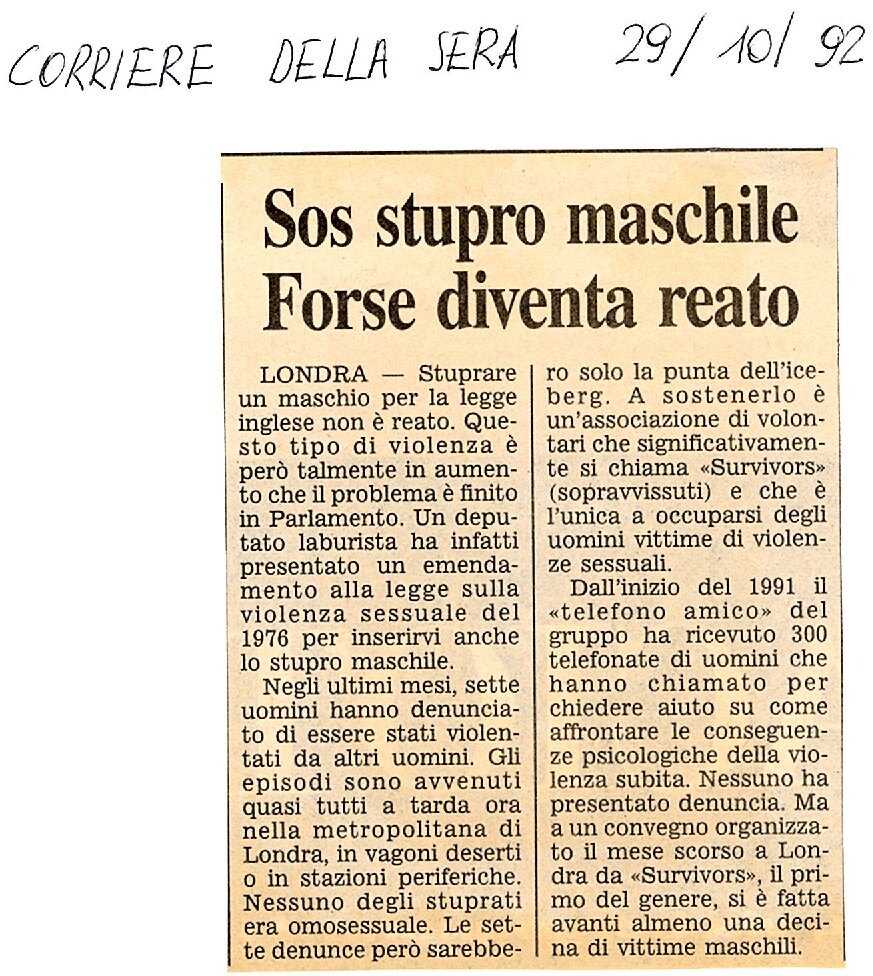 CORRIERE DELLA SERA 29/10/92
Sos stupro maschile
Forse diventa reato
LONDRA — Stuprare
un maschio per la legge
inglese non è reato. Que-
sto tipo di violenza è
però talmente in aumen-
to che il problema è finito
in Parlamento. Un depu-
tato laburista ha infatti
presentato un emenda-
mento alla legge sulla
violenza sessuale del
1976 per inserirvi anche
lo stupro maschile.
Negli ultimi mesi, sette
uomini hanno denuncia-
to di essere stati violen-
tati da altri uomini. Gli
episodi sono avvenuti
quasi tutti a tarda ora
nella metropolitana di
Londra, in vagoni deserti
o in stazioni periferiche.
Nessuno degli stuprati
era omosessuale. Le set-
te denunce però sarebbe-
ro solo la punta dell'ice-
berg. A sostenerlo è
un'associazione di volon-
tari che significativamen-
te si chiama «Survivors»
(sopravvissuti) e che è
l'unica a occuparsi degli
uomini vittime di violen-
ze sessuali.
Dall'inizio del 1991 il
«telefono amico» del
gruppo ha ricevuto 300
telefonate di uomini che
hanno chiamato per
chiedere aiuto su come
affrontare le conseguen-
ze psicologiche della vio-
lenza subita. Nessuno ha
presentato denuncia. Ma
a un convegno organizza-
to il mese scorso a Lon-
dra da «Survivors», il pri-
mo del genere, si è fatta
avanti almeno una deci-
na di vittime maschili.